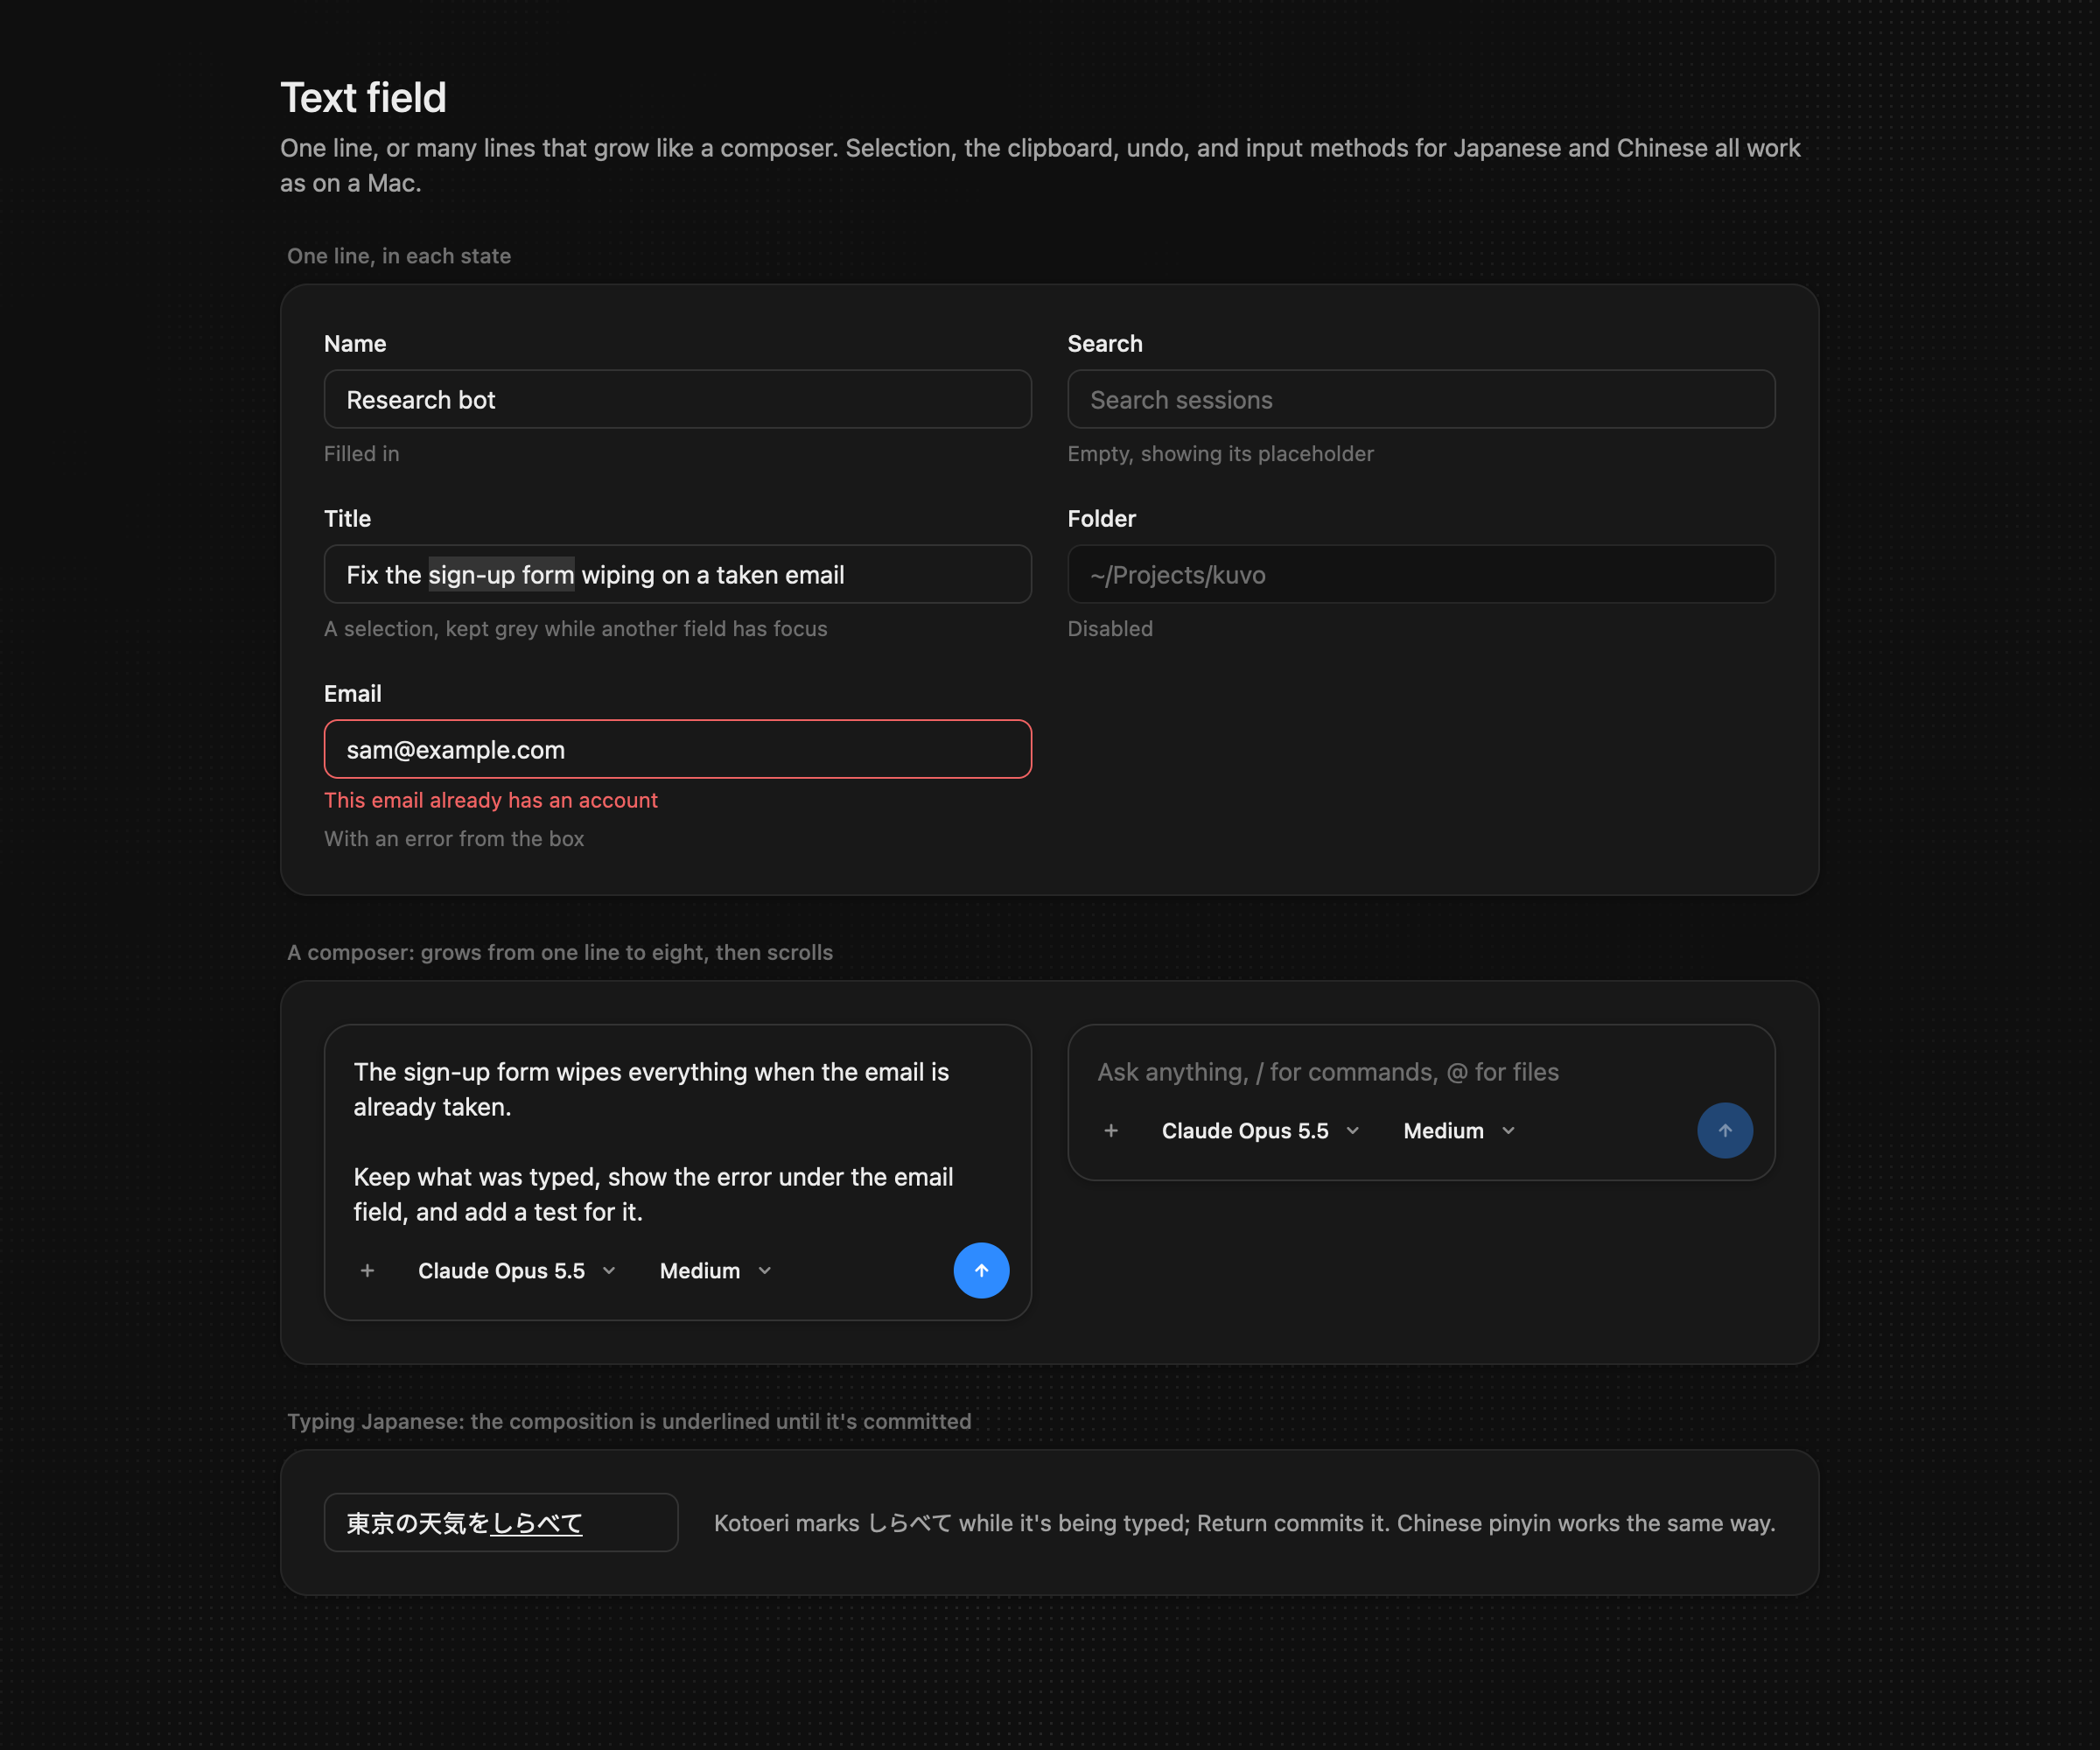 Text field
One line, or many lines that grow like a composer. Selection, the clipboard, undo, and input methods for Japanese and Chinese all work
as on a Mac.
One line, in each state
Name
Research bot
Filled in
Search
Search sessions
Empty, showing its placeholder
Title
Fix the sign-up form wiping on a taken email
A selection, kept grey while another field has focus
Folder
~/Projects/kuvo
Disabled
Email
sam@example.com
This email already has an account
With an error from the box
A composer: grows from one line to eight, then scrolls
The sign-up form wipes everything when the email is
already taken.
Keep what was typed, show the error under the email
field, and add a test for it.
+ Claude Opus 5.5 Medium
Ask anything, / for commands, @ for files
+ Claude Opus 5.5 Medium
Typing Japanese: the composition is underlined until it's committed
東京の天気をしらべて
Kotoeri marks しらべて while it's being typed; Return commits it. Chinese pinyin works the same way.